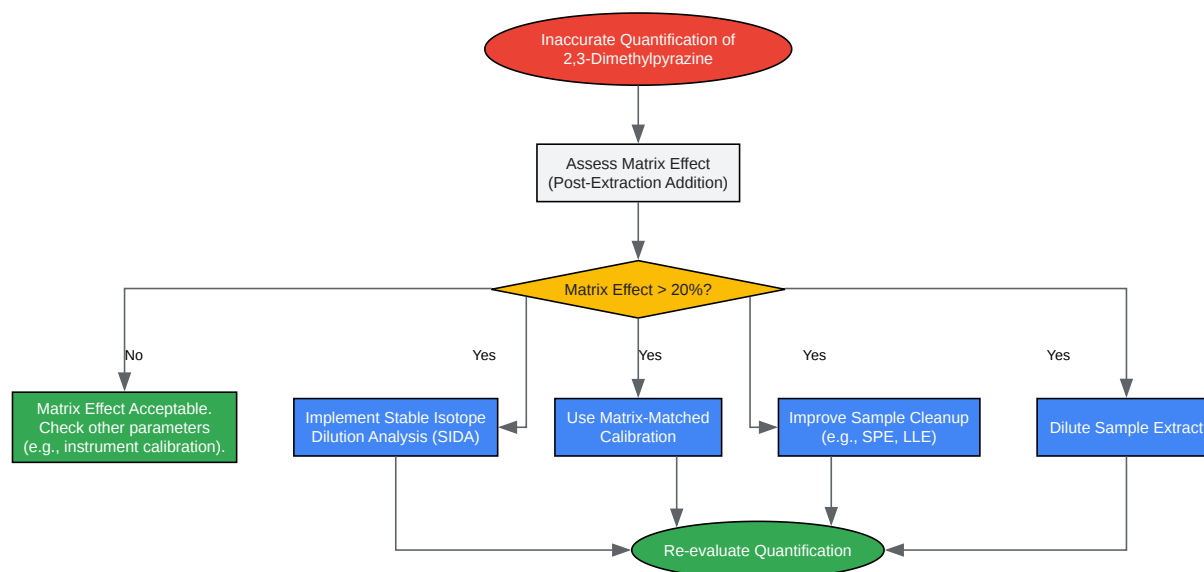 Inaccurate Quantification of
2,3-Dimethylpyrazine
Assess Matrix Effect
(Post-Extraction Addition)
Matrix Effect > 20%?
No
Yes
Yes
Yes
Yes
Matrix Effect Acceptable.
Check other parameters
(e.g., instrument calibration).
Implement Stable Isotope
Dilution Analysis (SIDA)
Use Matrix-Matched
Calibration
Improve Sample Cleanup
(e.g., SPE, LLE)
Dilute Sample Extract
Re-evaluate Quantification